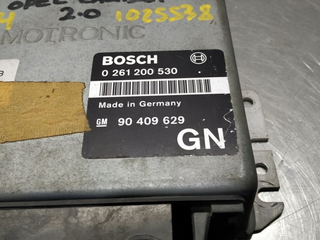 OPEL
2.0 1025538
MOTRONIC
BOSCH
0 261 200 530
Made in Germany
GM 90 409 629
GN